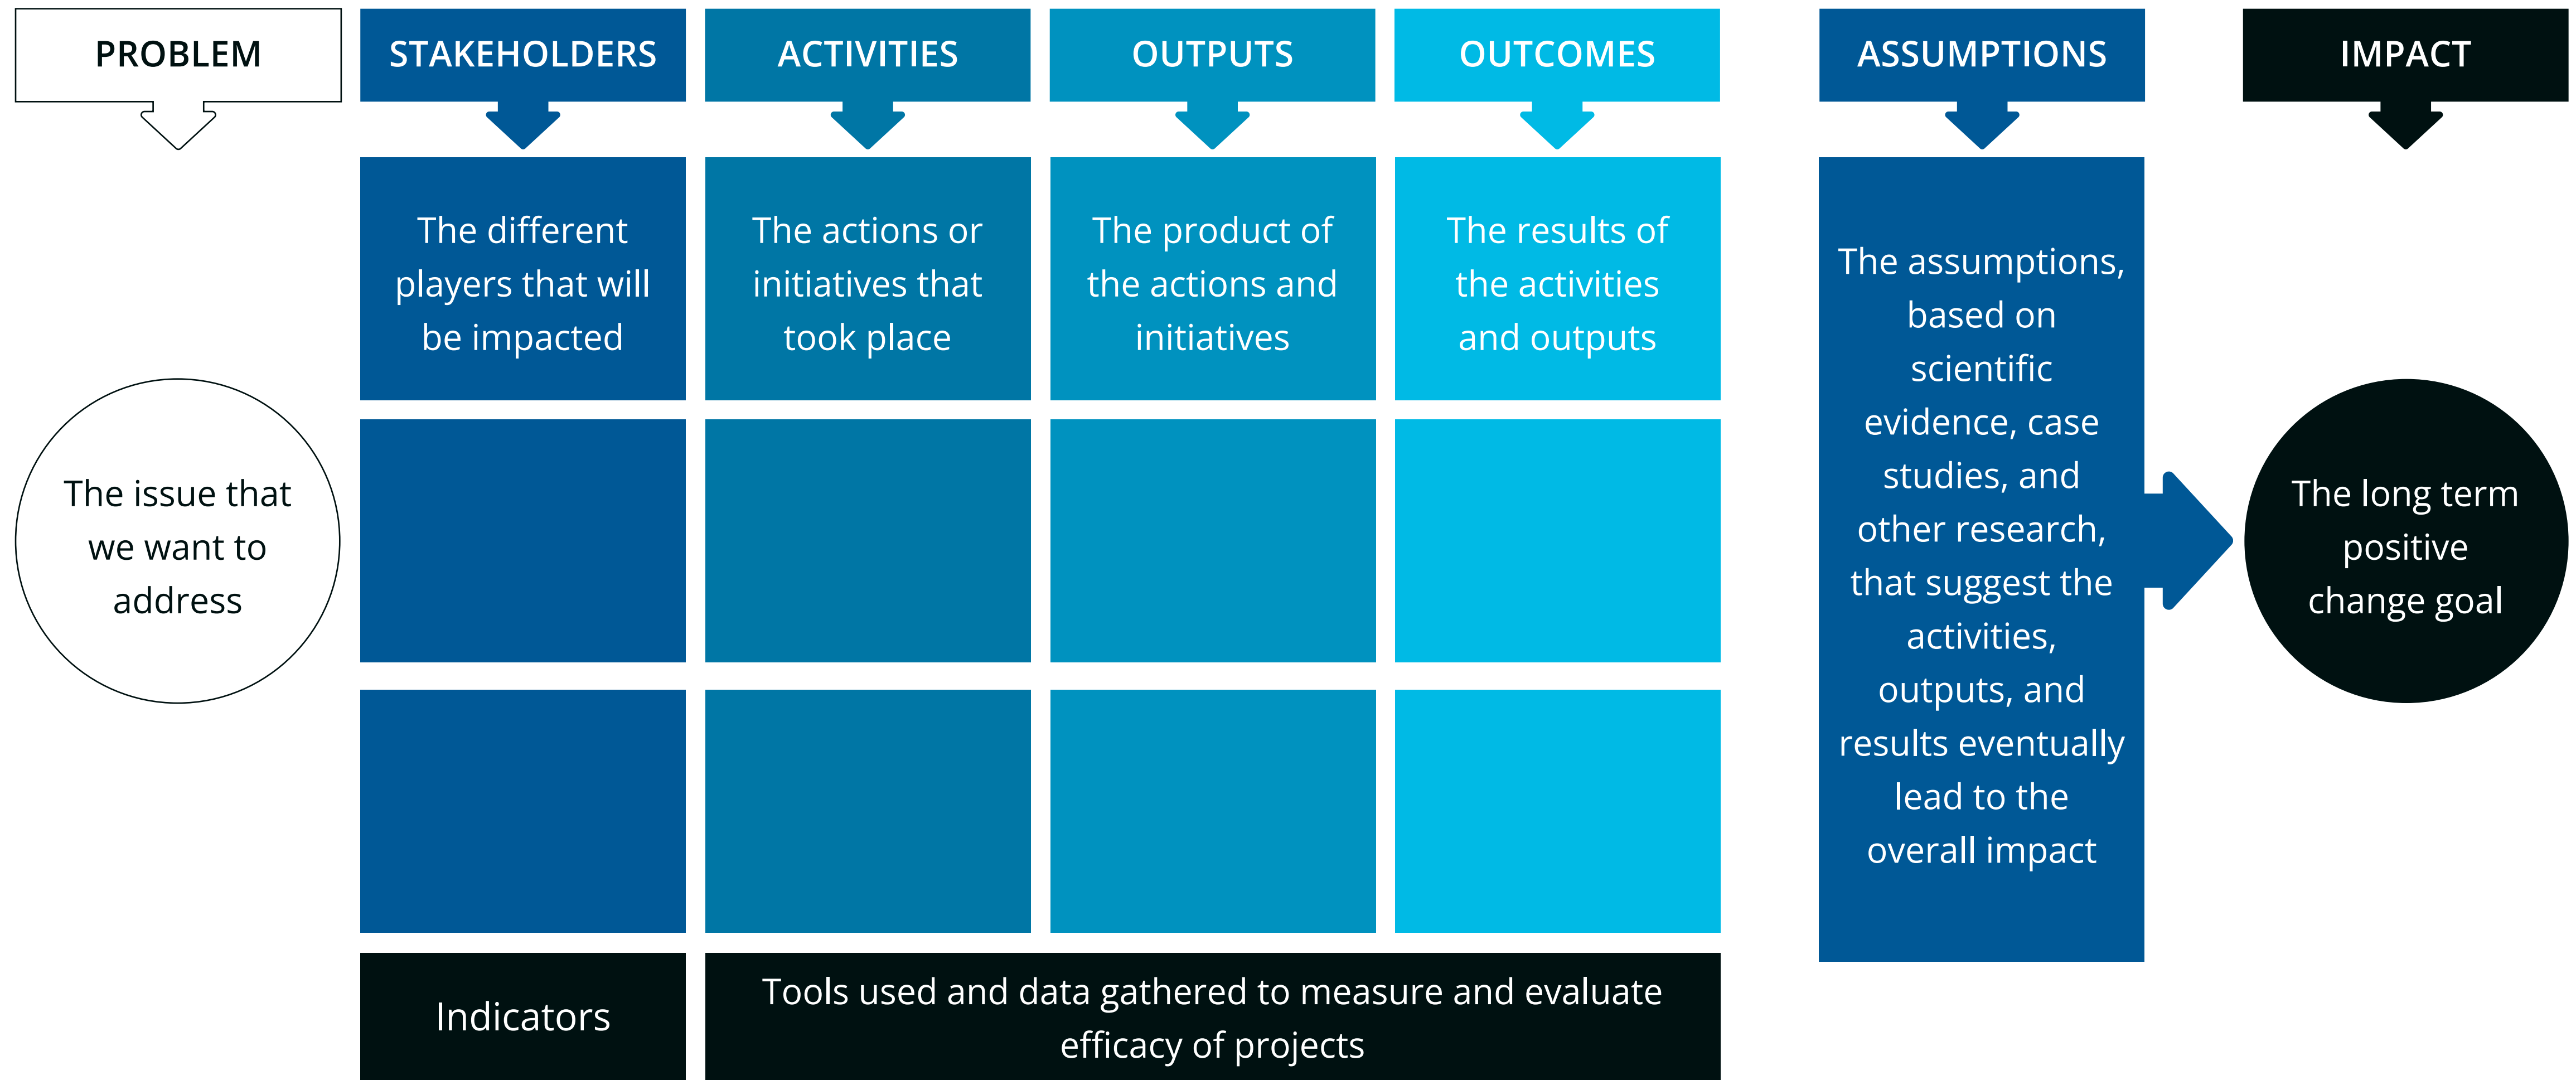 PROBLEM
STAKEHOLDERS
ACTIVITIES
OUTPUTS
OUTCOMES
ASSUMPTIONS
IMPACT
The issue that
we want to
address
The different
players that will
be impacted
The actions or
initiatives that
took place
The product of
the actions and
initiatives
The results of
the activities
and outputs
The assumptions,
based on
scientific
evidence, case
studies, and
other research,
that suggest the
activities,
outputs, and
results eventually
lead to the
overall impact
The long term
positive
change goal
Indicators
Tools used and data gathered to measure and evaluate
efficacy of projects